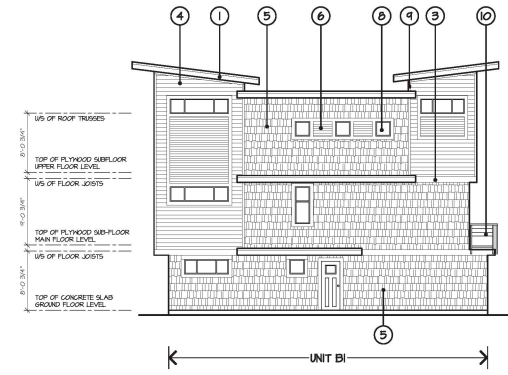 4 1 5 6 8 9 3 10
U/S OF ROOF TRUSSES
8'-0 3/4"
TOP OF PLYWOOD SUBFLOOR
UPPER FLOOR LEVEL
U/S OF FLOOR JOISTS
9'-0 3/4"
TOP OF PLYWOOD SUB-FLOOR
MAIN FLOOR LEVEL
U/S OF FLOOR JOISTS
8'-0 3/4"
TOP OF CONCRETE SLAB
GROUND FLOOR LEVEL
5
UNIT B1